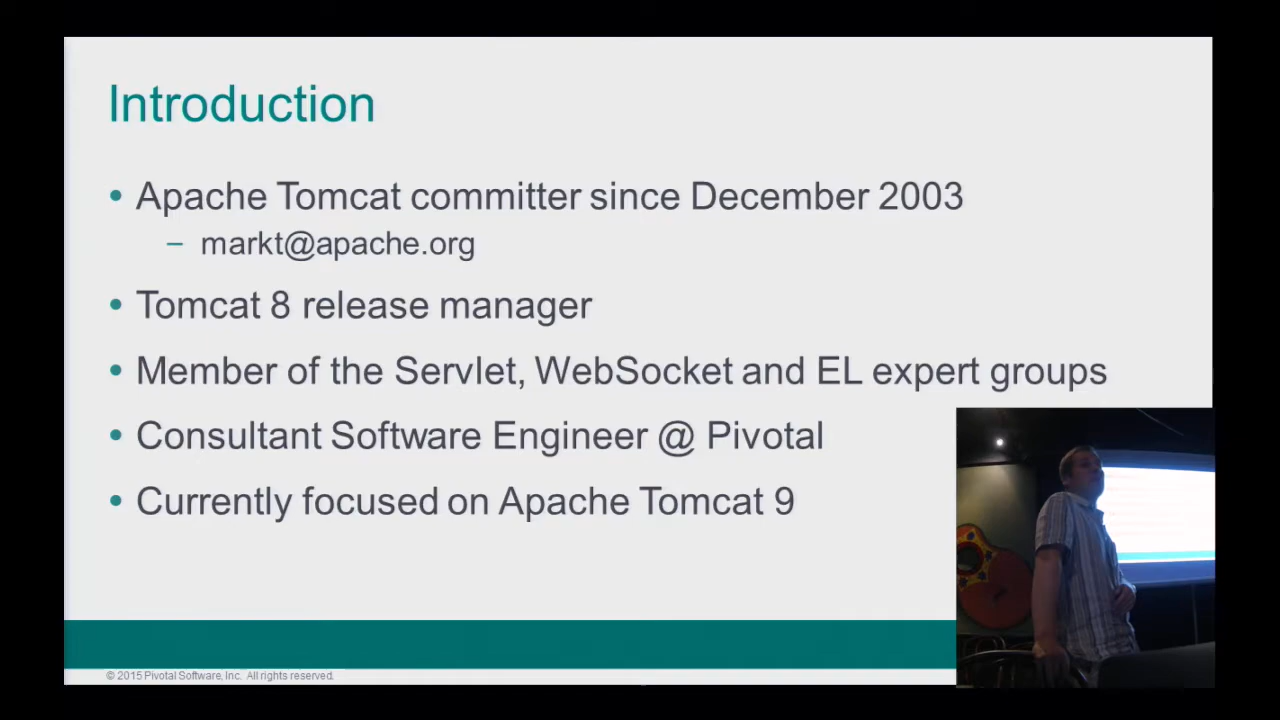 Introduction
• Apache Tomcat committer since December 2003
– markt@apache.org
• Tomcat 8 release manager
• Member of the Servlet, WebSocket and EL expert groups
• Consultant Software Engineer @ Pivotal
• Currently focused on Apache Tomcat 9
© 2015 Pivotal Software, Inc. All rights reserved.